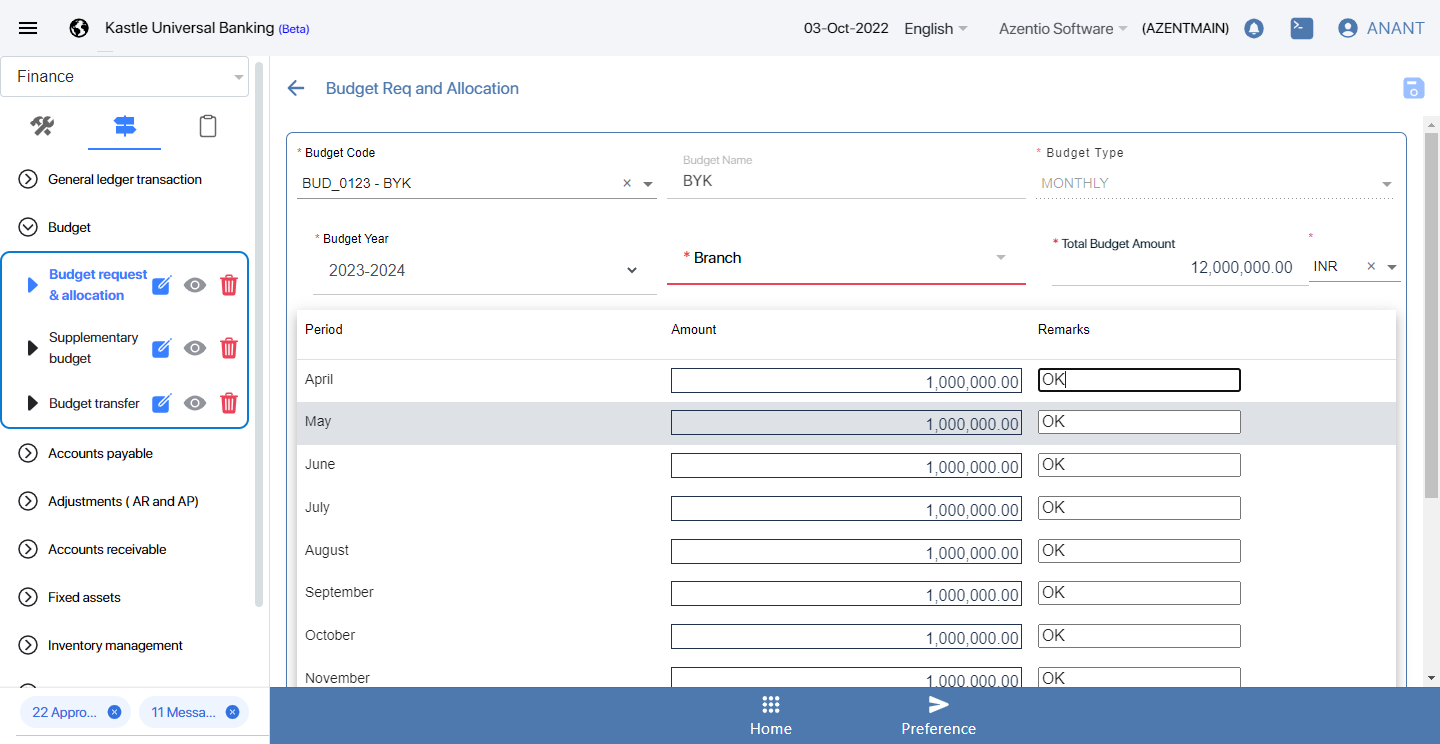 Kastle Universal Banking (Beta)
03-Oct-2022 English Azentio Software (AZENTMAIN) ANANT
Finance
General ledger transaction
Budget
Budget request
& allocation
Supplementary
budget
Budget transfer
Accounts payable
Adjustments ( AR and AP)
Accounts receivable
Fixed assets
Inventory management
22 Appro...
11 Messa...
Budget Req and Allocation
* Budget Code
BUD_0123 - BYK
Budget Name
BYK
* Budget Type
MONTHLY
* Budget Year
2023-2024
* Branch
* Total Budget Amount
12,000,000.00
*
INR
Period Amount Remarks
April 1,000,000.00 OK
May 1,000,000.00 OK
June 1,000,000.00 OK
July 1,000,000.00 OK
August 1,000,000.00 OK
September 1,000,000.00 OK
October 1,000,000.00 OK
November 1,000,000.00 OK
Home
Preference